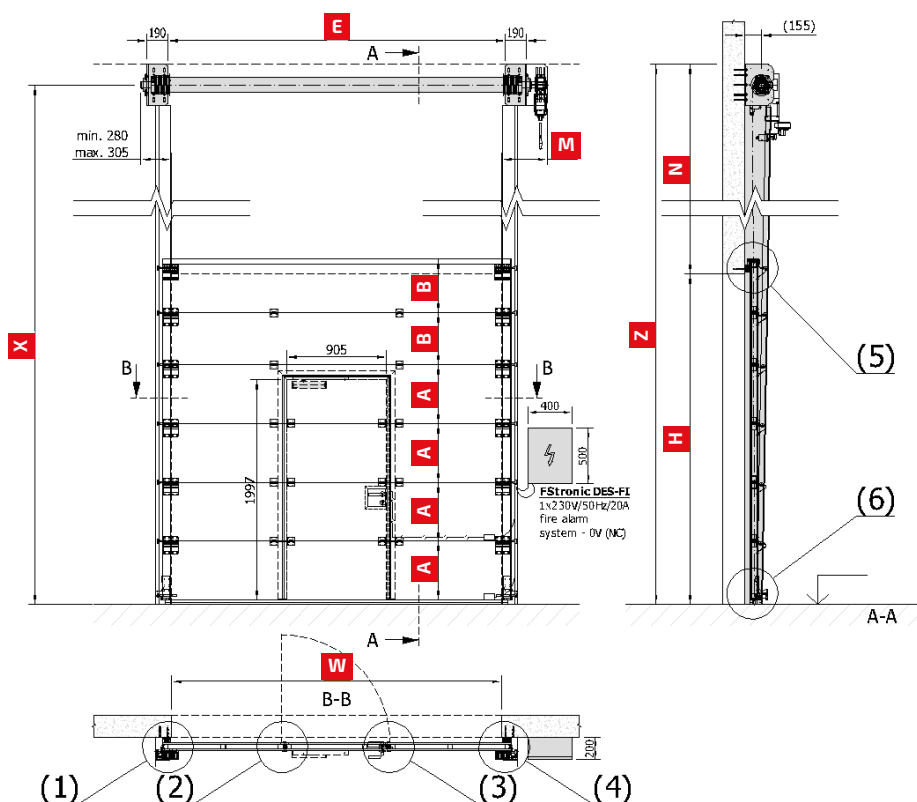 190
E
190
(155)
A
min. 280
max. 305
M
N
X
Z
B
B
905
(5)
B
B
A
400
A
500
H
1997
FStronic DES-FI
1x230V/50Hz/20A
fire alarm
system - 0V (NC)
A
(6)
A
A
A-A
W
B-B
200
(1)
(2)
(3)
(4)